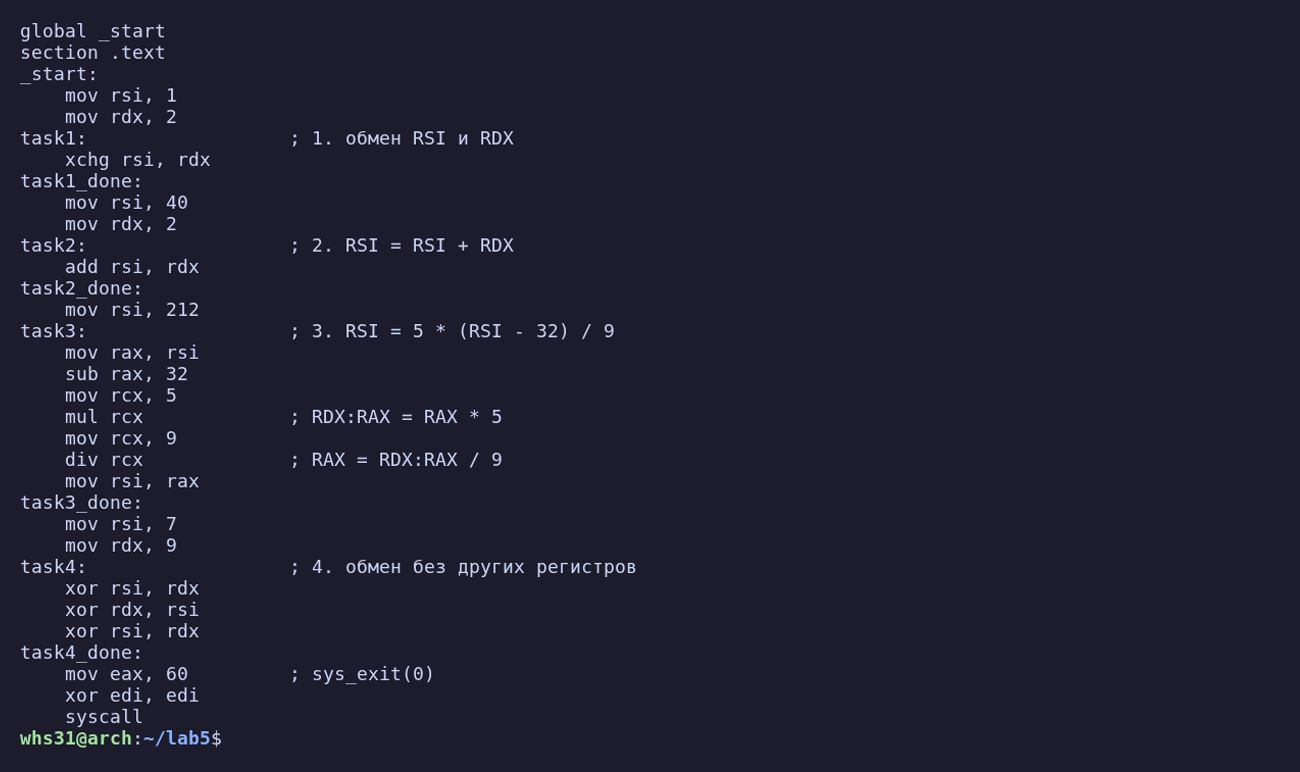 global _start
section .text
_start:
    mov rsi, 1
    mov rdx, 2
task1:                  ; 1. обмен RSI и RDX
    xchg rsi, rdx
task1_done:
    mov rsi, 40
    mov rdx, 2
task2:                  ; 2. RSI = RSI + RDX
    add rsi, rdx
task2_done:
    mov rsi, 212
task3:                  ; 3. RSI = 5 * (RSI - 32) / 9
    mov rax, rsi
    sub rax, 32
    mov rcx, 5
    mul rcx             ; RDX:RAX = RAX * 5
    mov rcx, 9
    div rcx             ; RAX = RDX:RAX / 9
    mov rsi, rax
task3_done:
    mov rsi, 7
    mov rdx, 9
task4:                  ; 4. обмен без других регистров
    xor rsi, rdx
    xor rdx, rsi
    xor rsi, rdx
task4_done:
    mov eax, 60         ; sys_exit(0)
    xor edi, edi
    syscall
whs31@arch:~/lab5$